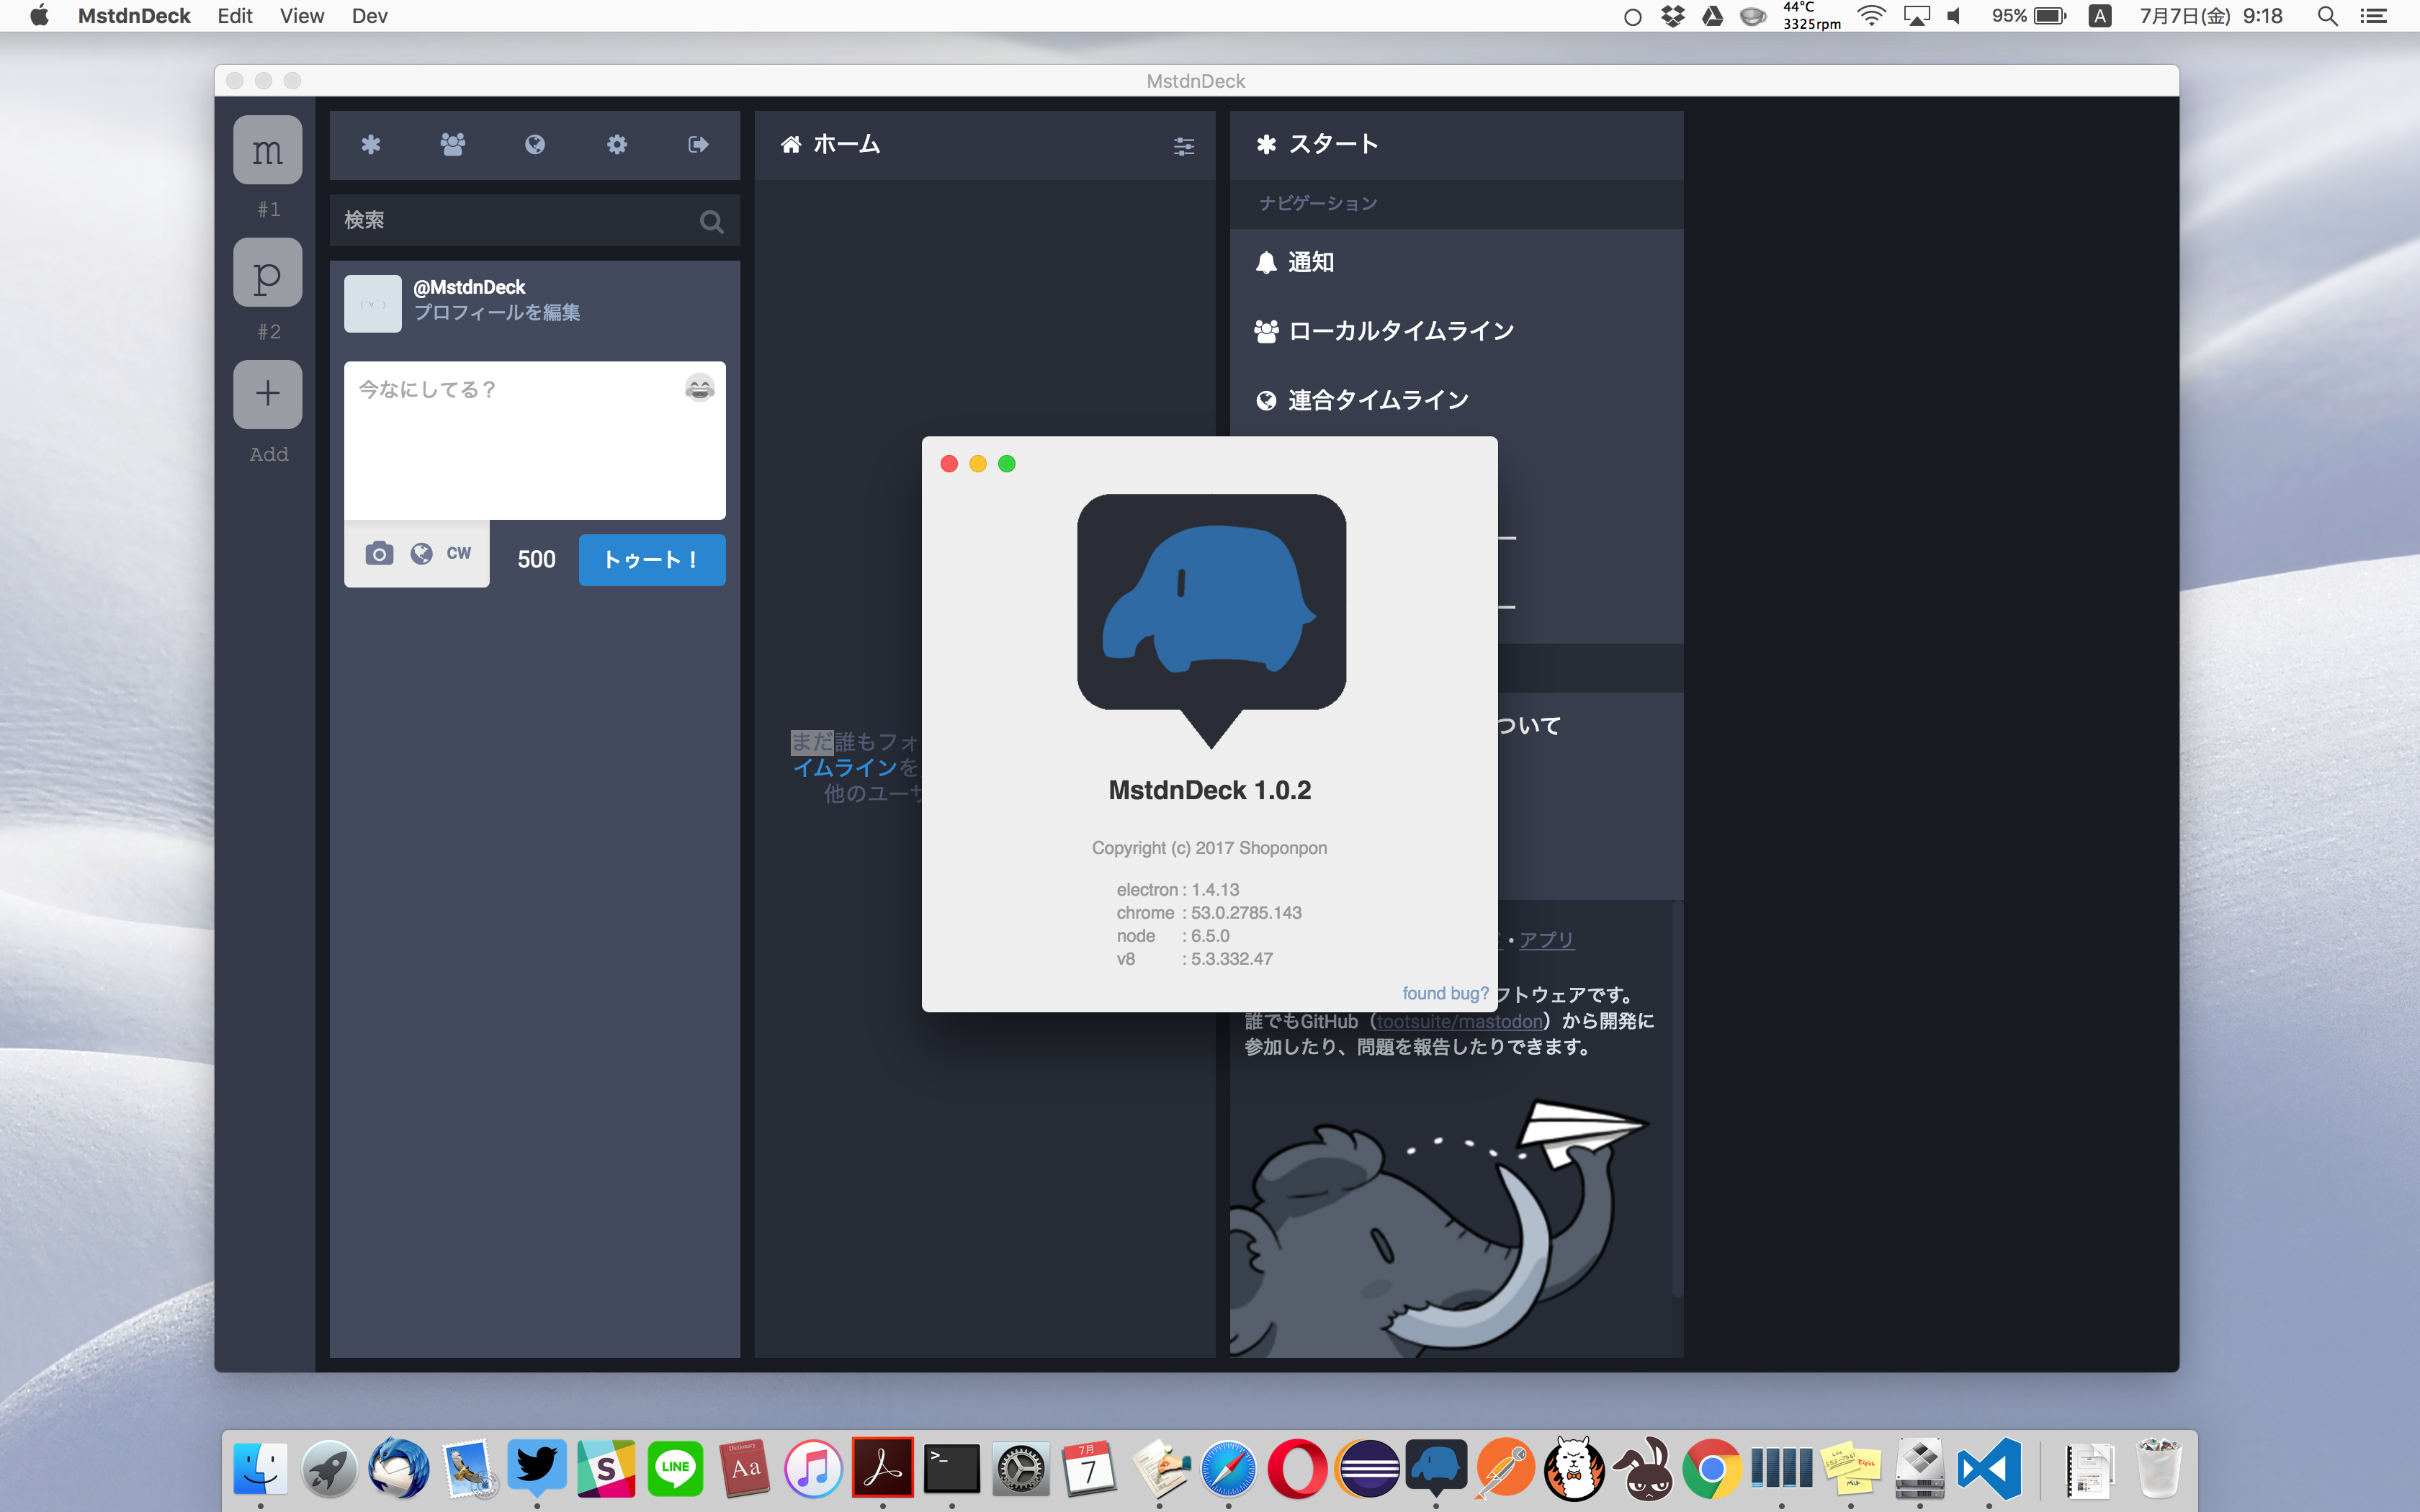 MstdnDeck Edit View Dev
44°C
3325rpm
95% A 7月7日(金) 9:18
MstdnDeck
m
#1
p
#2
+
Add
検索
@MstdnDeck
プロフィールを編集
今なにしてる？
CW
500
トゥート！
ホーム
まだ誰もフォ
イムラインを
他のユーザ
スタート
ナビゲーション
通知
ローカルタイムライン
連合タイムライン
ー
ー
ついて
• アプリ
フトウェアです。
誰でもGitHub（tootsuite/mastodon）から開発に
参加したり、問題を報告したりできます。
MstdnDeck 1.0.2
Copyright (c) 2017 Shoponpon
electron : 1.4.13
chrome : 53.0.2785.143
node : 6.5.0
v8 : 5.3.332.47
found bug?
S
LINE
Dictionary
Aa
>_
7月
7